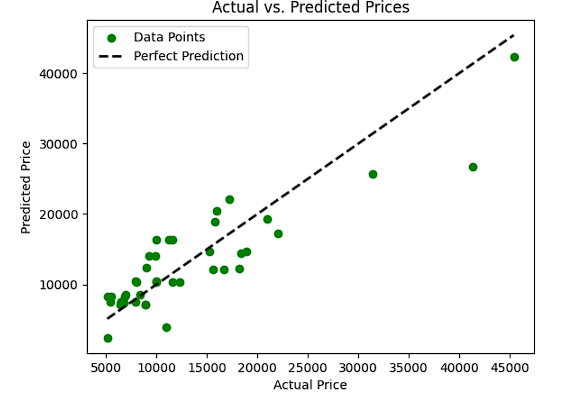 Actual vs. Predicted Prices
Data Points
Perfect Prediction
40000
30000
20000
10000
Predicted Price
5000 10000 15000 20000 25000 30000 35000 40000 45000
Actual Price